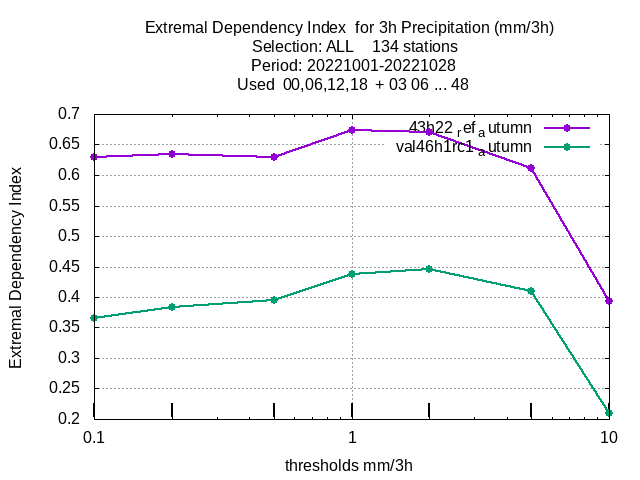 Extremal Dependency Index  for 3h Precipitation (mm/3h)
Selection: ALL    134 stations
Period: 20221001-20221028
Used  00,06,12,18  + 03 06 ... 48
0.7
0.65
0.6
0.55
0.5
0.45
0.4
0.35
0.3
0.25
0.2
0.1
1
10
Extremal Dependency Index
thresholds mm/3h
43h22_ref_autumn
val46h1rc1_autumn